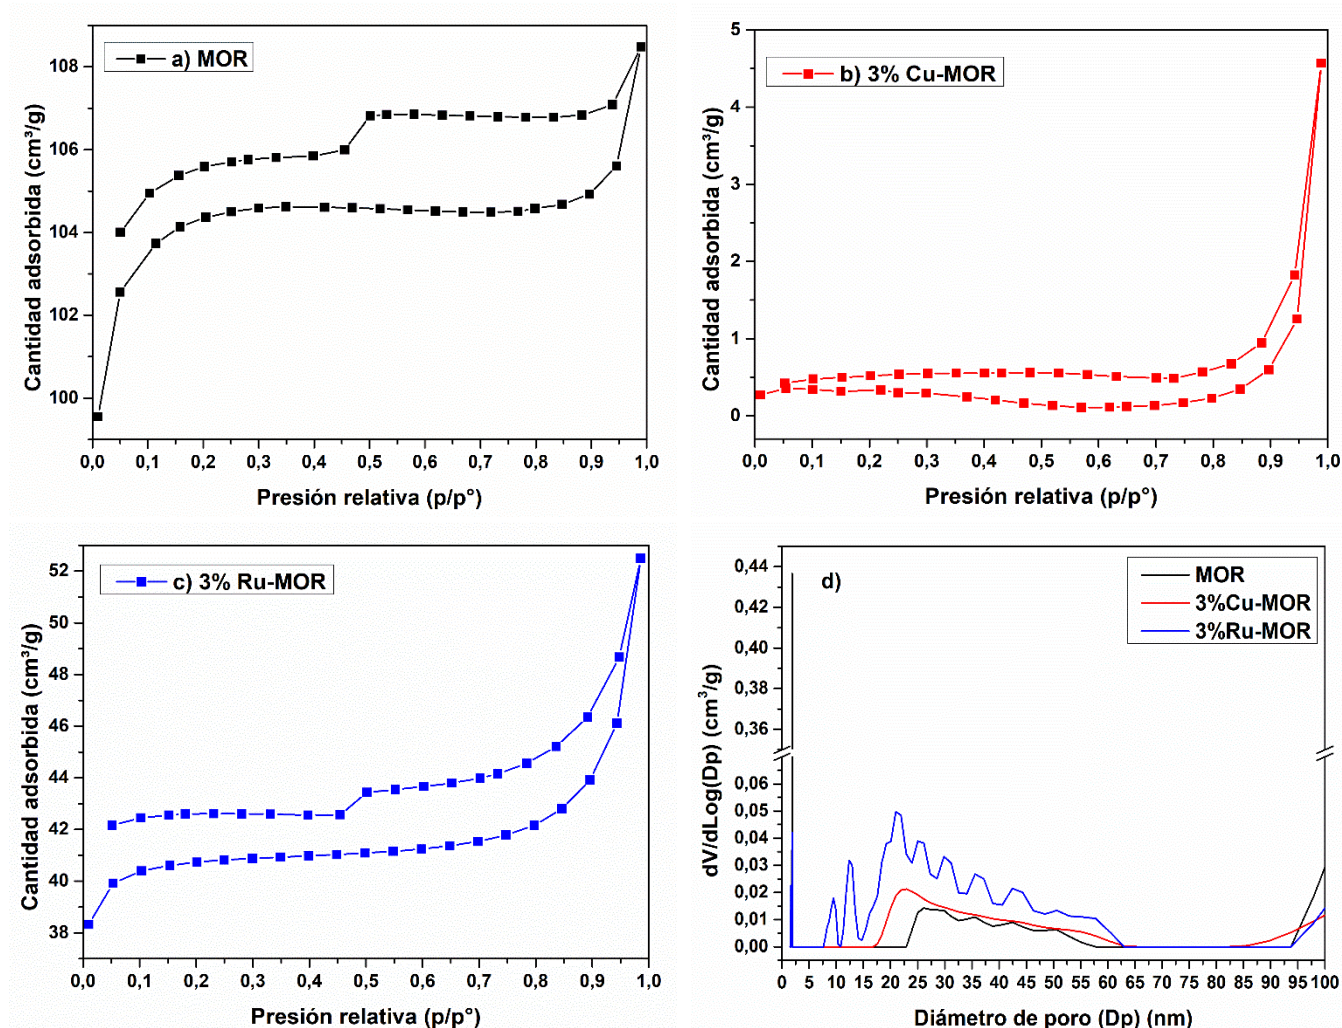 a) MOR
Cantidad adsorbida (cm³/g)
108
106
104
102
100
0,0 0,1 0,2 0,3 0,4 0,5 0,6 0,7 0,8 0,9 1,0
Presión relativa (p/p°)
b) 3% Cu-MOR
Cantidad adsorbida (cm³/g)
5
4
3
2
1
0
0,0 0,1 0,2 0,3 0,4 0,5 0,6 0,7 0,8 0,9 1,0
Presión relativa (p/p°)
c) 3% Ru-MOR
Cantidad adsorbida (cm³/g)
52
50
48
46
44
42
40
38
0,0 0,1 0,2 0,3 0,4 0,5 0,6 0,7 0,8 0,9 1,0
Presión relativa (p/p°)
d)
MOR
3%Cu-MOR
3%Ru-MOR
dV/dLog(Dp) (cm³/g)
0,44
0,42
0,40
0,38
0,36
0,06
0,05
0,04
0,03
0,02
0,01
0,00
0 5 10 15 20 25 30 35 40 45 50 55 60 65 70 75 80 85 90 95 100
Diámetro de poro (Dp) (nm)